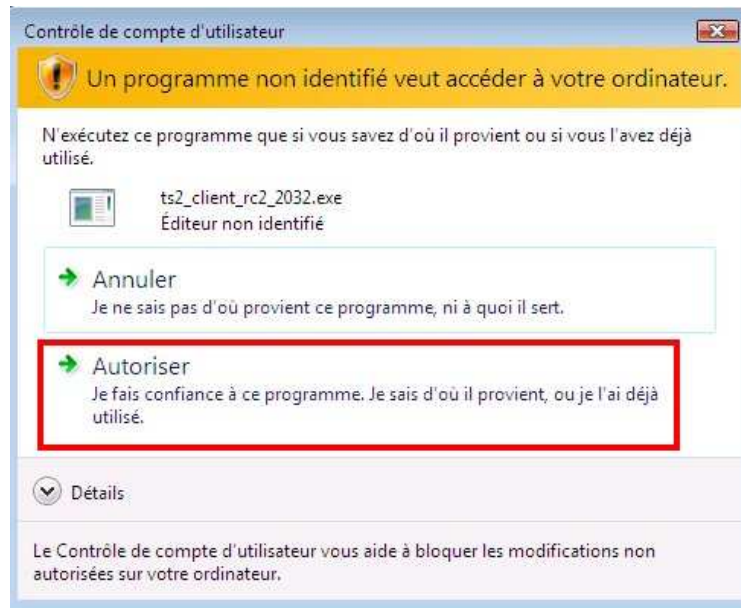 Contrôle de compte d'utilisateur
Un programme non identifié veut accéder à votre ordinateur.
N'exécutez ce programme que si vous savez d'où il provient ou si vous l'avez déjà
utilisé.
ts2_client_rc2_2032.exe
Éditeur non identifié
Annuler
Je ne sais pas d'où provient ce programme, ni à quoi il sert.
Autoriser
Je fais confiance à ce programme. Je sais d'où il provient, ou je l'ai déjà
utilisé.
Détails
Le Contrôle de compte d'utilisateur vous aide à bloquer les modifications non
autorisées sur votre ordinateur.